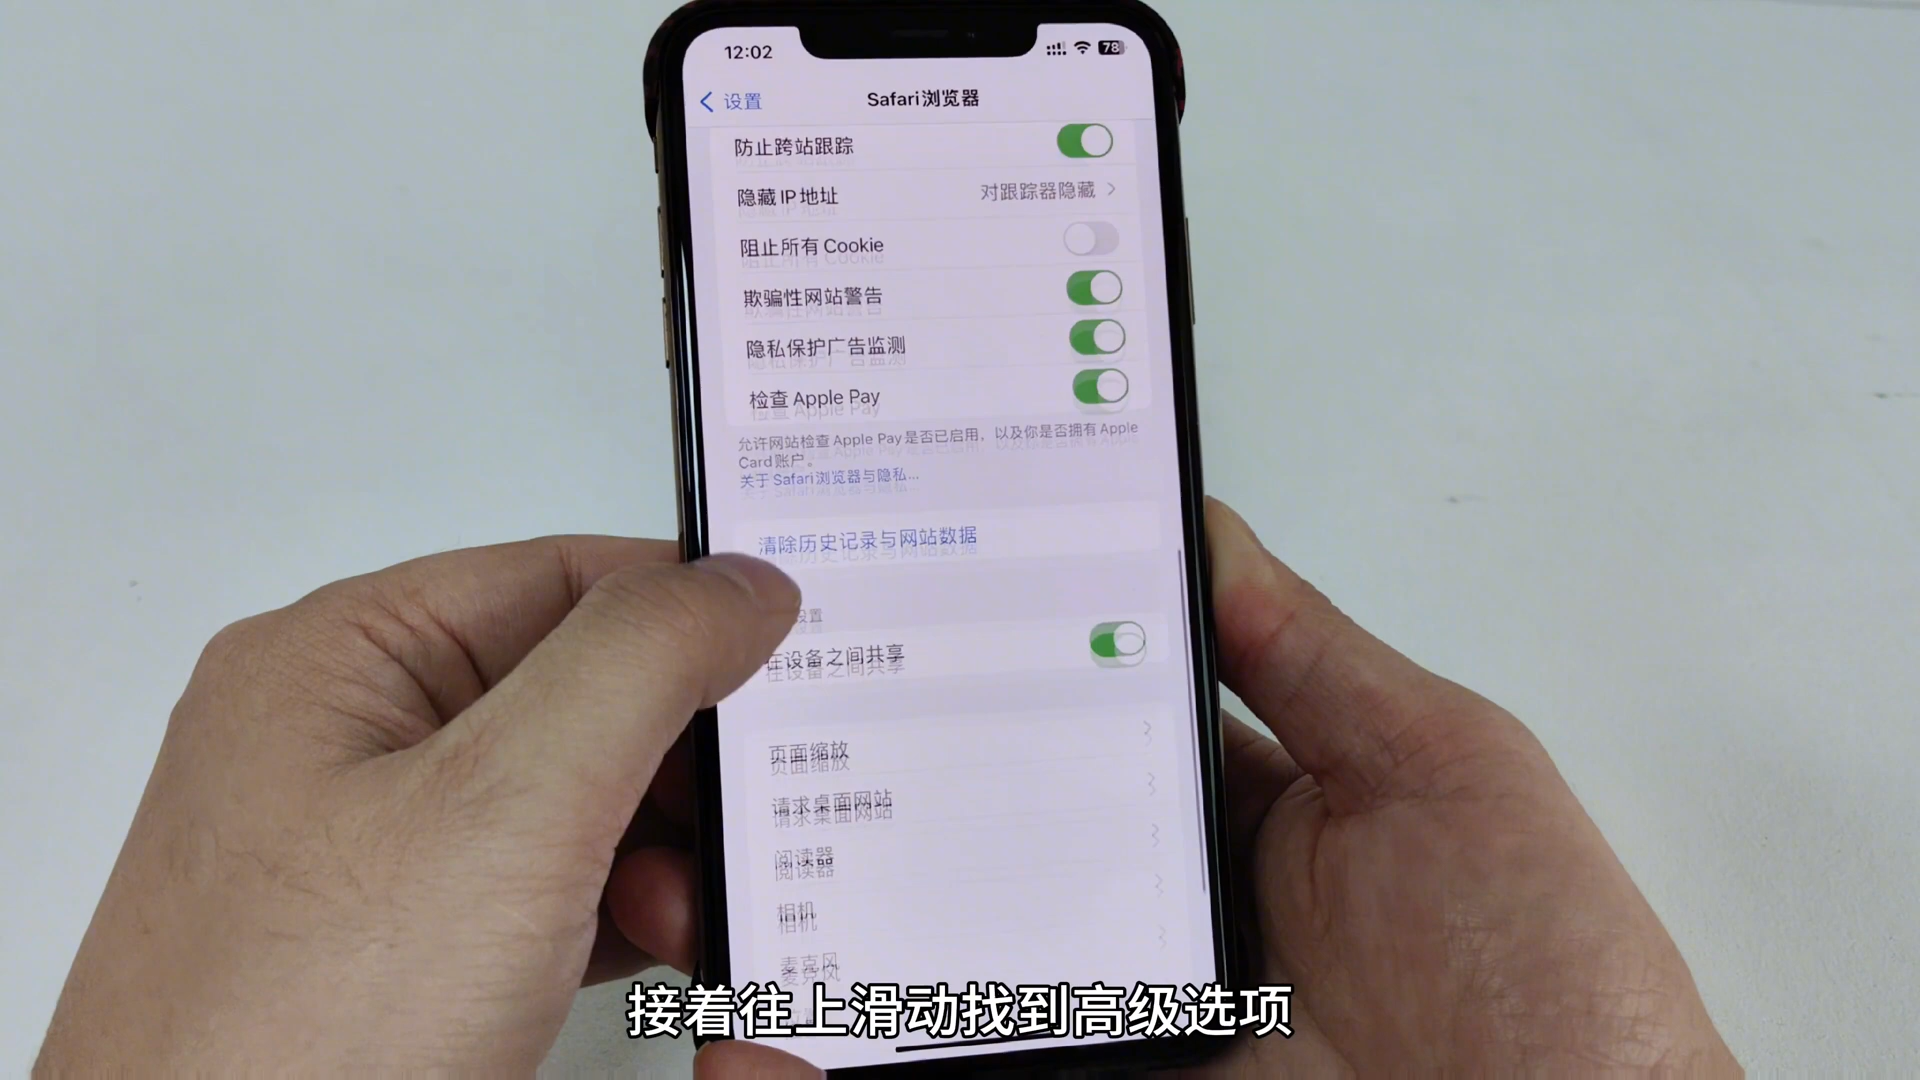 12:02
78
设置
Safari浏览器
防止跨站跟踪
隐藏 IP 地址
对跟踪器隐藏
阻止所有 Cookie
欺骗性网站警告
隐私保护广告监测
检查 Apple Pay
允许网站检查 Apple Pay 是否已启用，以及你是否拥有 Apple
Card 账户。
关于 Safari 浏览器与隐私...
清除历史记录与网站数据
设置
在设备之间共享
页面缩放
请求桌面网站
阅读器
相机
麦克风
接着往上滑动找到高级选项